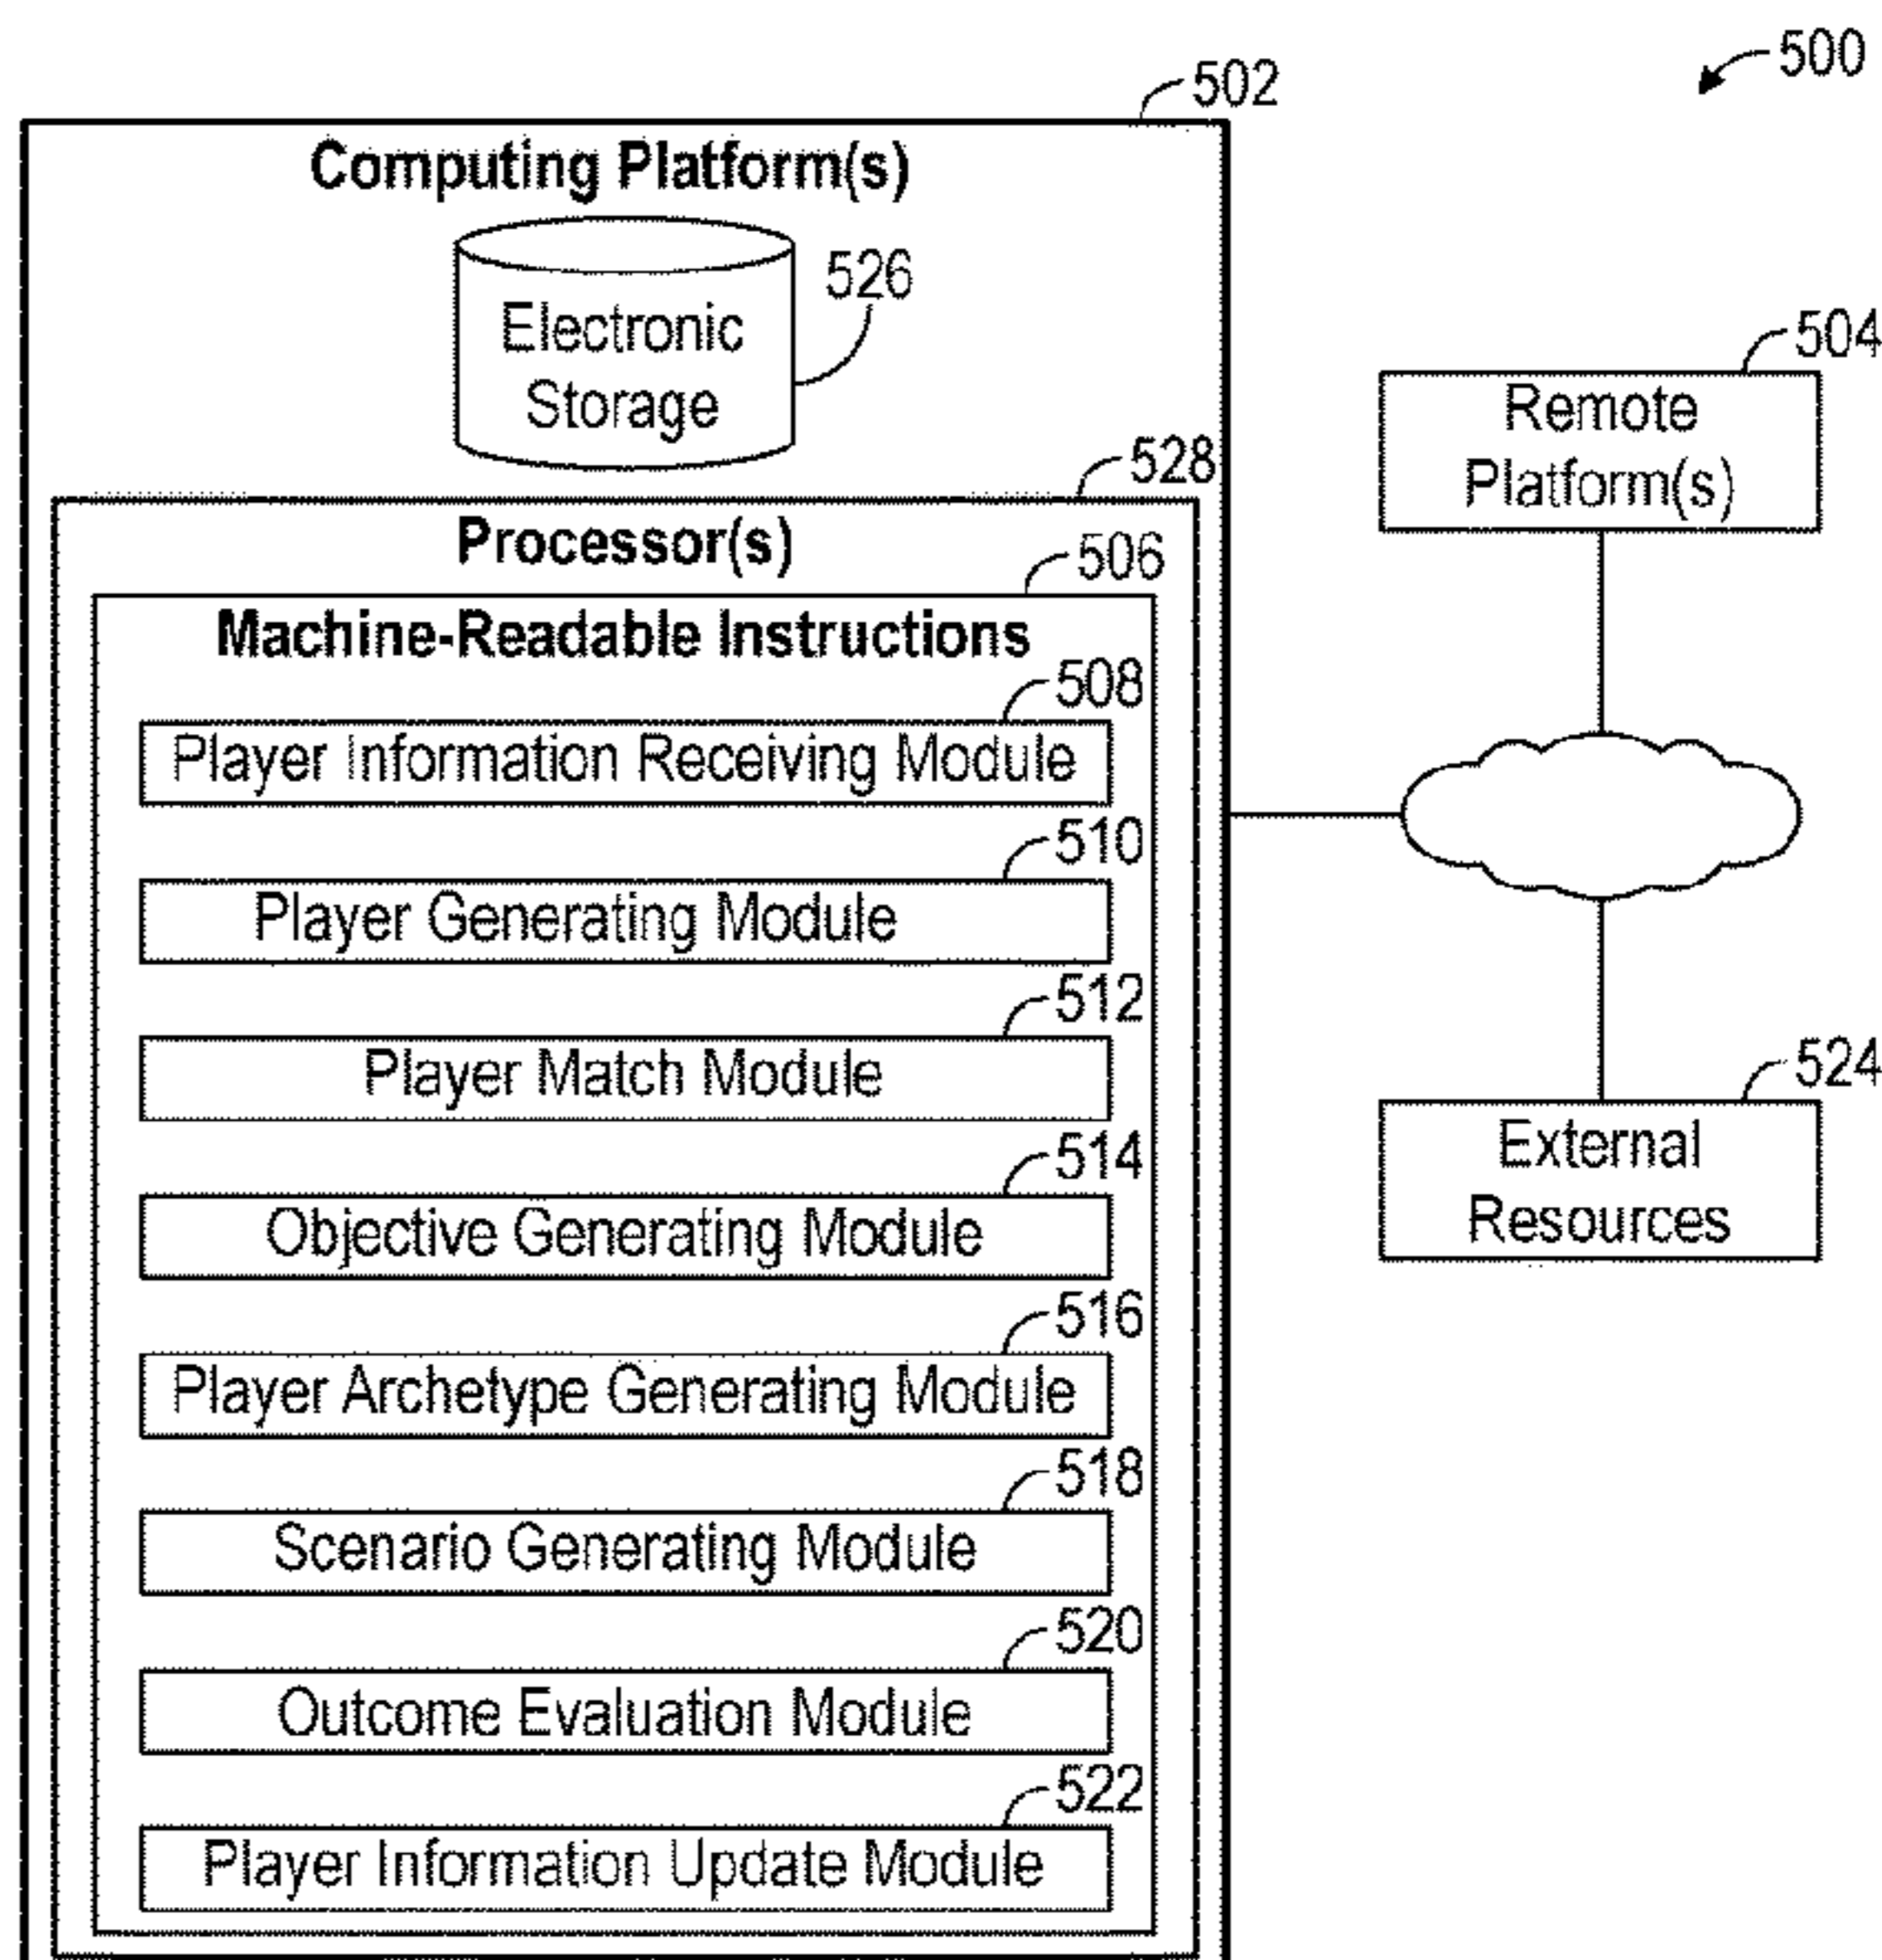 500
502
Computing Platform(s)
526
Electronic
Storage
504
Remote
Platform(s)
528
Processor(s)
506
Machine-Readable Instructions
508
Player Information Receiving Module
510
Player Generating Module
512
Player Match Module
514
Objective Generating Module
524
External
Resources
516
Player Archetype Generating Module
518
Scenario Generating Module
520
Outcome Evaluation Module
522
Player Information Update Module